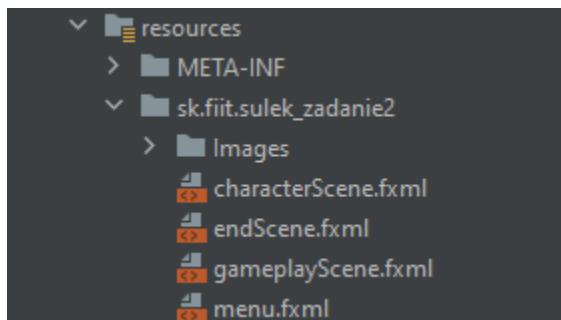 resources
META-INF
sk.fiit.sulek_zadanie2
Images
characterScene.fxml
endScene.fxml
gameplayScene.fxml
menu.fxml